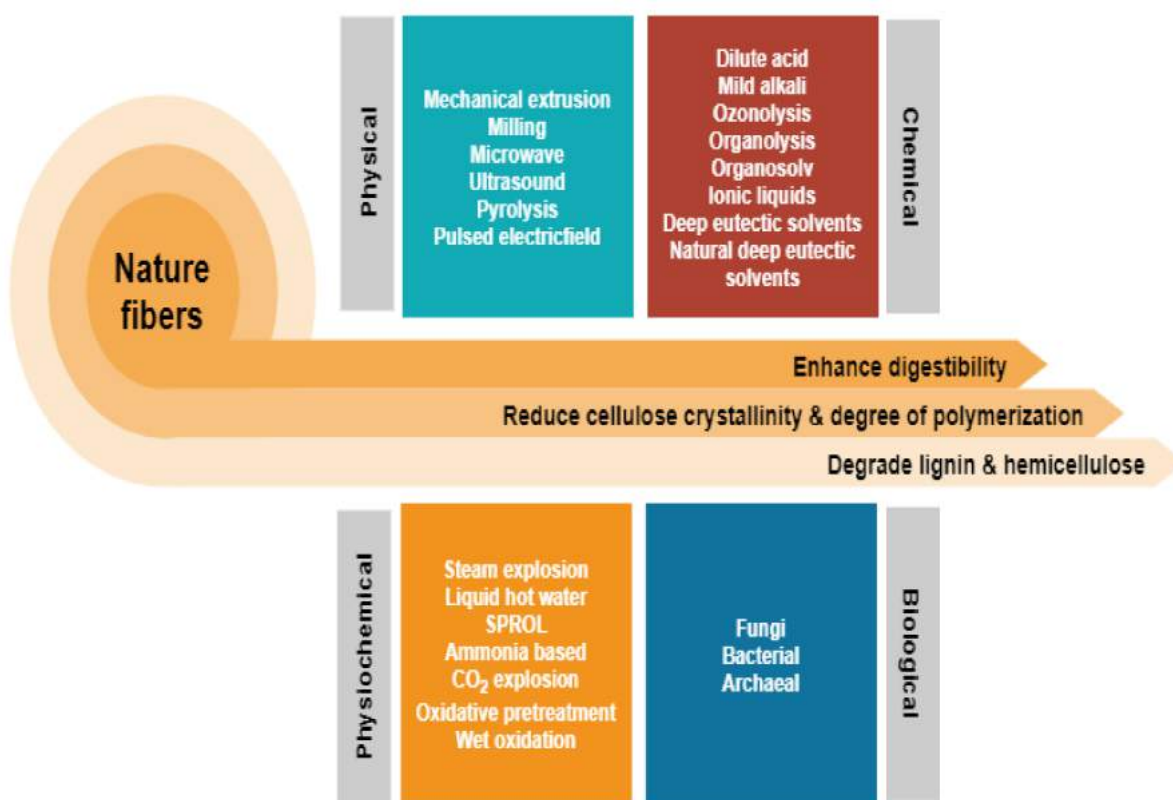 Physical
Mechanical extrusion
Milling
Microwave
Ultrasound
Pyrolysis
Pulsed electricfield
Dilute acid
Mild alkali
Ozonolysis
Organolysis
Organosolv
Ionic liquids
Deep eutectic solvents
Natural deep eutectic
solvents
Chemical
Nature
fibers
Enhance digestibility
Reduce cellulose crystallinity & degree of polymerization
Degrade lignin & hemicellulose
Physiochemical
Steam explosion
Liquid hot water
SPROL
Ammonia based
CO₂ explosion
Oxidative pretreatment
Wet oxidation
Fungi
Bacterial
Archaeal
Biological